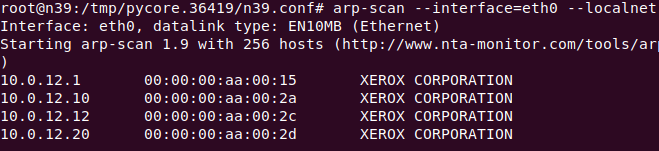 root@n39:/tmp/pycore.36419/n39.conf# arp-scan --interface=eth0 --localnet
Interface: eth0, datalink type: EN10MB (Ethernet)
Starting arp-scan 1.9 with 256 hosts (http://www.nta-monitor.com/tools/arp
)
10.0.12.1 00:00:00:aa:00:15 XEROX CORPORATION
10.0.12.10 00:00:00:aa:00:2a XEROX CORPORATION
10.0.12.12 00:00:00:aa:00:2c XEROX CORPORATION
10.0.12.20 00:00:00:aa:00:2d XEROX CORPORATION